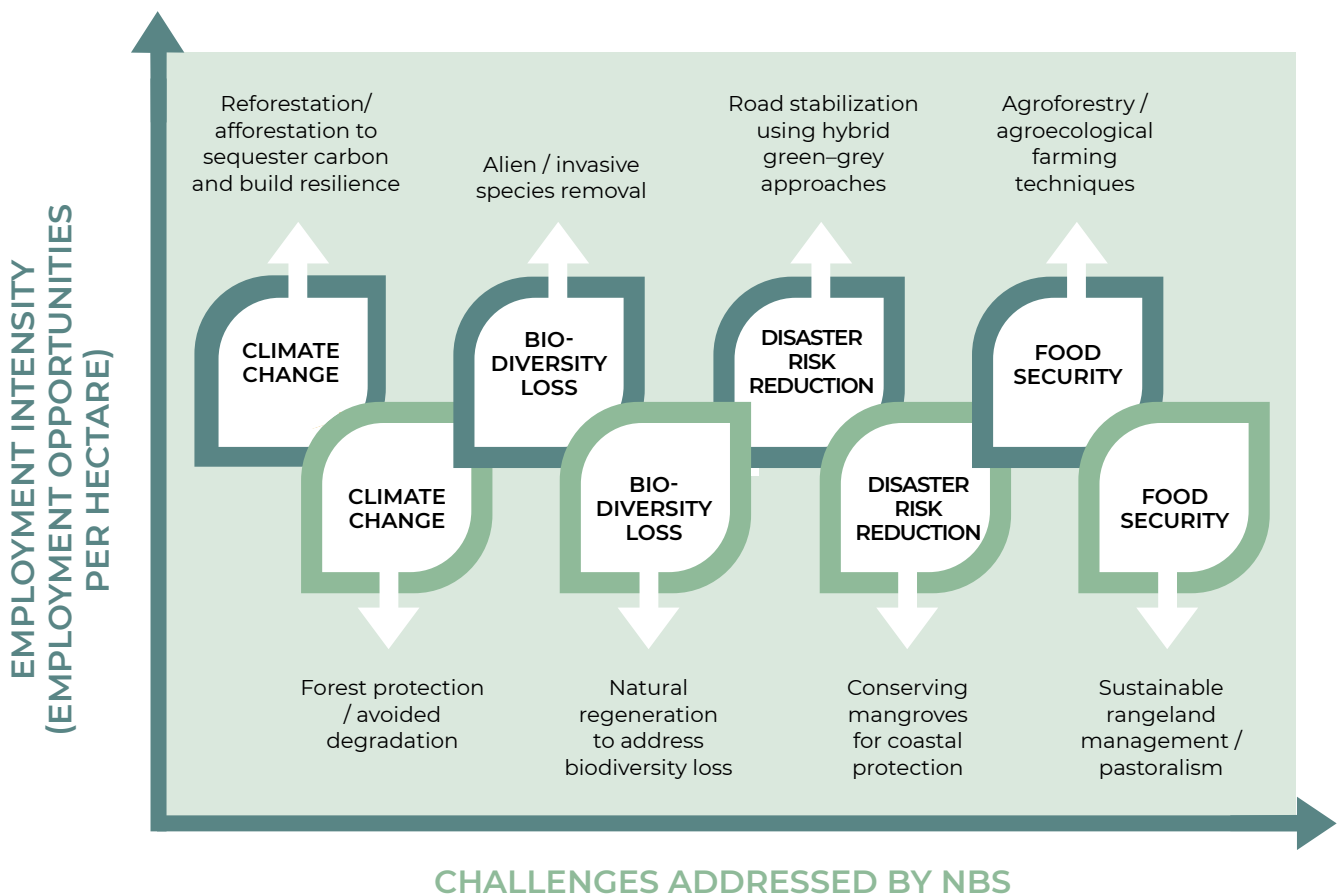 EMPLOYMENT INTENSITY
(EMPLOYMENT OPPORTUNITIES
PER HECTARE)
Reforestation/
afforestation to
sequester carbon
and build resilience
Alien / invasive
species removal
Road stabilization
using hybrid
green–grey
approaches
Agroforestry /
agroecological
farming
techniques
CLIMATE
CHANGE
BIO-
DIVERSITY
LOSS
DISASTER
RISK
REDUCTION
FOOD
SECURITY
CLIMATE
CHANGE
BIO-
DIVERSITY
LOSS
DISASTER
RISK
REDUCTION
FOOD
SECURITY
Forest protection
/ avoided
degradation
Natural
regeneration
to address
biodiversity loss
Conserving
mangroves
for coastal
protection
Sustainable
rangeland
management /
pastoralism
CHALLENGES ADDRESSED BY NBS